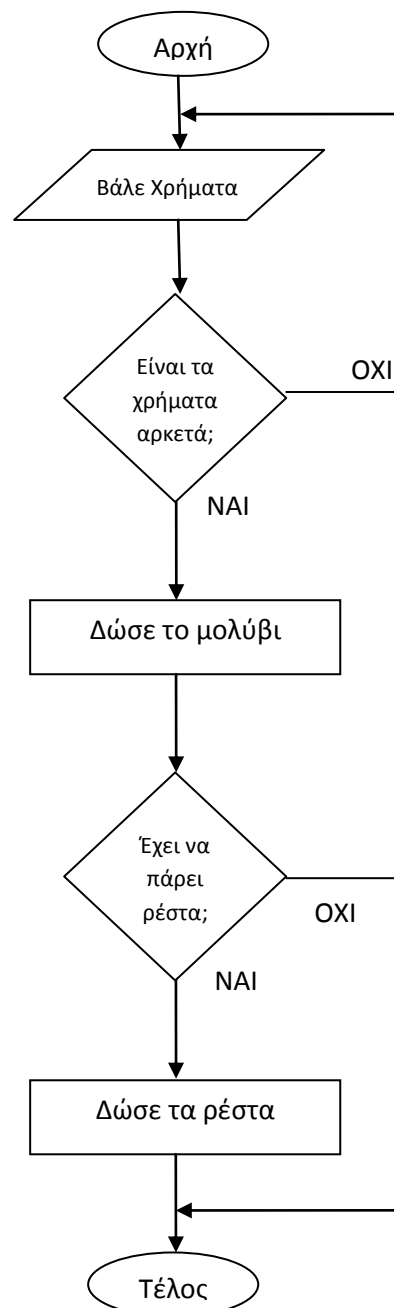 Αρχή
Βάλε Χρήματα
Είναι τα
χρήματα
αρκετά;
ΟΧΙ
ΝΑΙ
Δώσε το μολύβι
Έχει να
πάρει
ρέστα;
ΟΧΙ
ΝΑΙ
Δώσε τα ρέστα
Τέλος